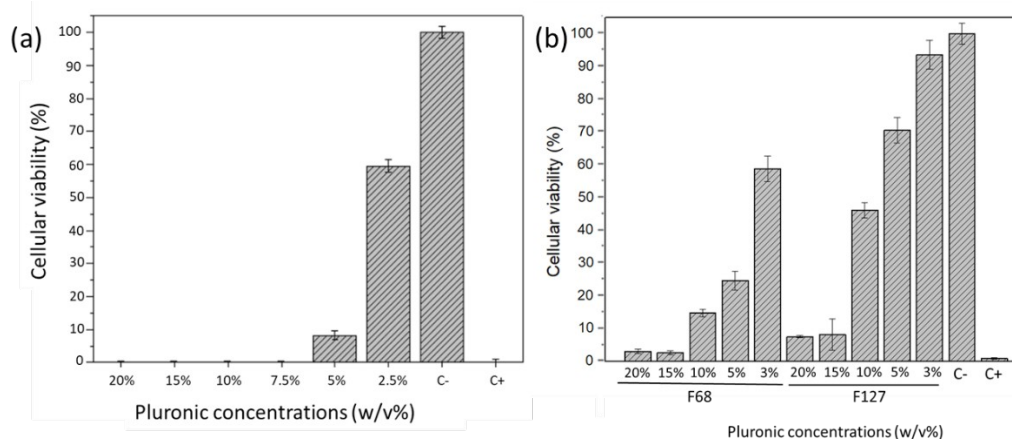 (a)
Cellular viability (%)
100
90
80
70
60
50
40
30
20
10
0
20% 15% 10% 7.5% 5% 2.5% C- C+
Pluronic concentrations (w/v%)
(b)
Cellular viability (%)
100
90
80
70
60
50
40
30
20
10
0
20% 15% 10% 5% 3% 20% 15% 10% 5% 3% C- C+
F68 F127
Pluronic concentrations (w/v%)